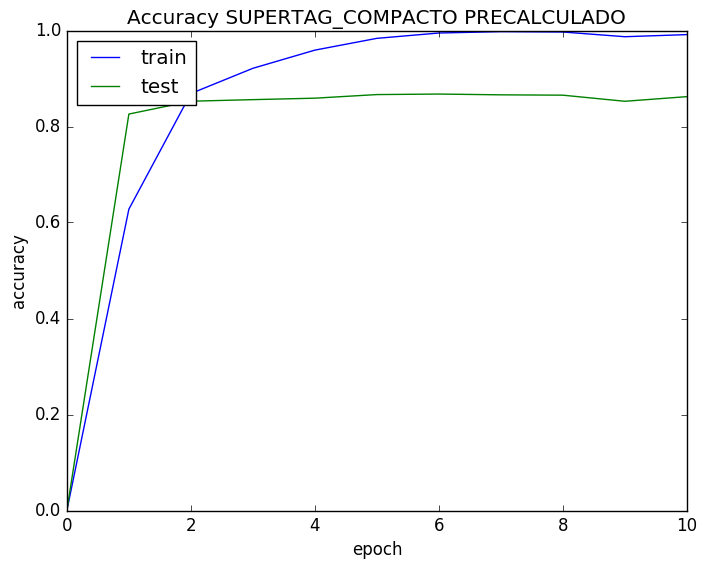 Accuracy SUPERTAG_COMPACTO PRECALCULADO
train
test
1.0
0.8
0.6
0.4
0.2
0.0
accuracy
0 2 4 6 8 10
epoch